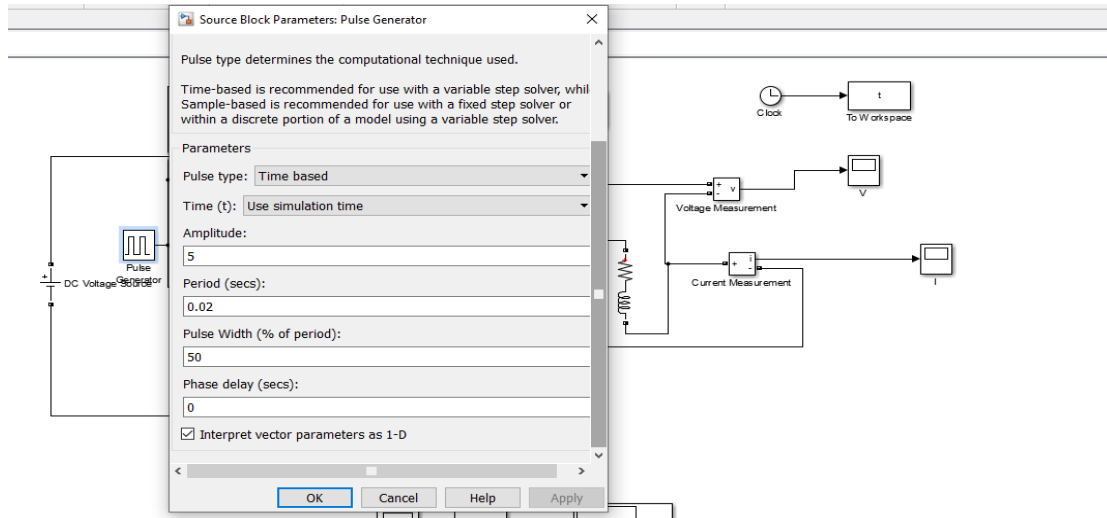 Source Block Parameters: Pulse Generator
Pulse type determines the computational technique used.
Time-based is recommended for use with a variable step solver, whil
Sample-based is recommended for use with a fixed step solver or
within a discrete portion of a model using a variable step solver.
Parameters
Pulse type: Time based
Time (t): Use simulation time
Amplitude:
5
Period (secs):
0.02
Pulse Width (% of period):
50
Phase delay (secs):
0
Interpret vector parameters as 1-D
OK Cancel Help Apply
Pulse
Generator
+
DC Voltage Source
Clock
t
To Workspace
+
-
v
Voltage Measurement
V
+
-
i
Current Measurement
I